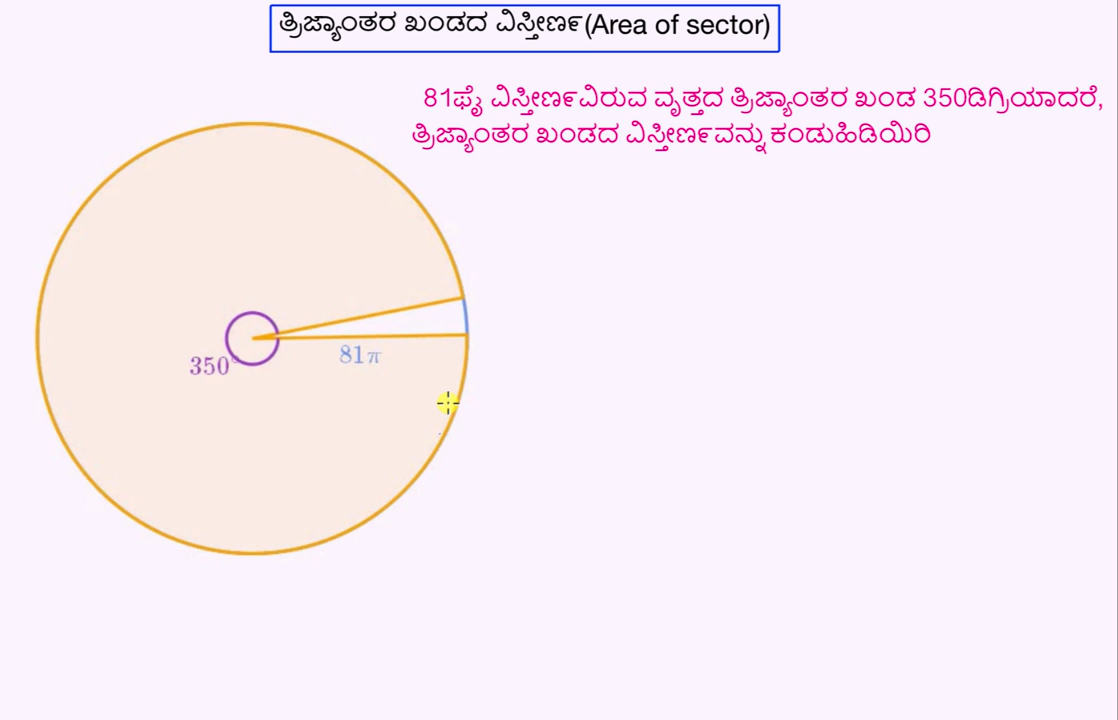 ತ್ರಿಜ್ಯಾಂತರ ಖಂಡದ ವಿಸ್ತೀರ್ಣ(Area of sector)
81ಫೈ ವಿಸ್ತೀರ್ಣವಿರುವ ವೃತ್ತದ ತ್ರಿಜ್ಯಾಂತರ ಖಂಡ 350ಡಿಗ್ರಿಯಾದರೆ,
ತ್ರಿಜ್ಯಾಂತರ ಖಂಡದ ವಿಸ್ತೀರ್ಣವನ್ನು ಕಂಡುಹಿಡಿಯಿರಿ
81π
350°